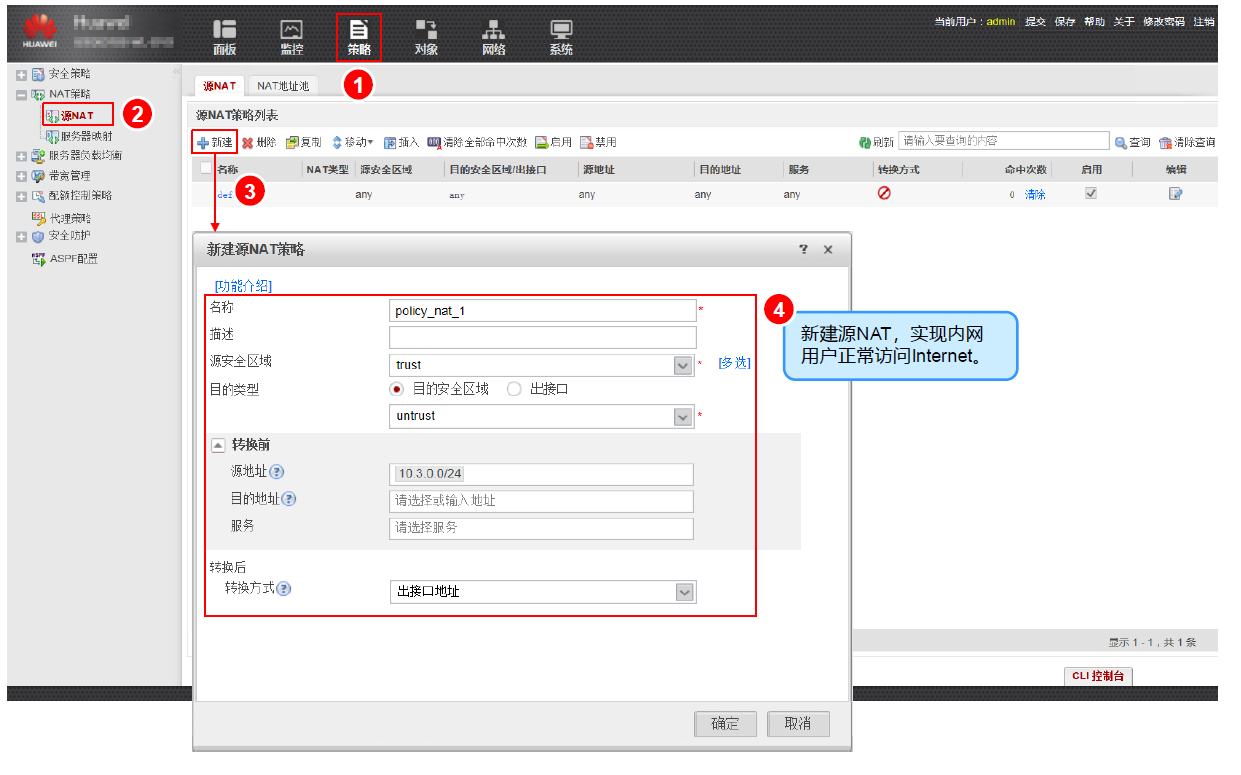 HUAWEI
面板
监控
策略
对象
网络
系统
当前用户：admin 提交 保存 帮助 关于 修改密码 注销
1
安全策略
NAT策略
源NAT
2
服务器映射
服务器负载均衡
带宽管理
配额控制策略
代理策略
安全防护
ASPF配置
源NAT
NAT地址池
源NAT策略列表
新建 删除 复制 移动 插入 清除全部命中次数 启用 禁用
刷新 请输入要查询的内容 查询 清除查询
名称 NAT类型 源安全区域 目的安全区域/出接口 源地址 目的地址 服务 转换方式 命中次数 启用 编辑
def any any any any any 0 清除
3
新建源NAT策略 ? ×
[功能介绍]
名称 policy_nat_1 *
描述
源安全区域 trust * [多选]
目的类型 目的安全区域 出接口
untrust *
转换前
源地址 ? 10.3.0.0/24
目的地址 ? 请选择或输入地址
服务 请选择服务
转换后
转换方式 ? 出接口地址
4
新建源NAT，实现内网
用户正常访问Internet。
显示 1 - 1，共 1 条
CLI 控制台
确定 取消